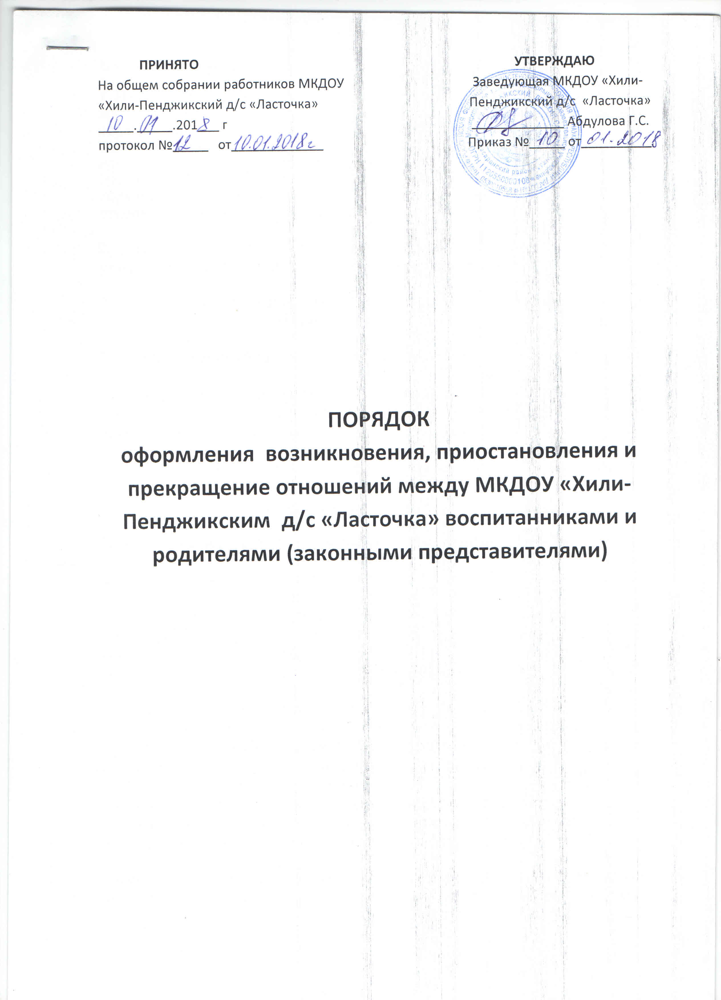 ПРИНЯТО
На общем собрании работников МКДОУ
«Хили-Пенджикский д/с «Ласточка»
10.01.2018 г
протокол №12 от 10.01.2018г
УТВЕРЖДАЮ
Заведующая МКДОУ «Хили-
Пенджикский д/с «Ласточка»
Абдулова Г.С.
Приказ № 10 от 01.2018
ПОРЯДОК
оформления возникновения, приостановления и
прекращение отношений между МКДОУ «Хили-
Пенджикским д/с «Ласточка» воспитанниками и
родителями (законными представителями)